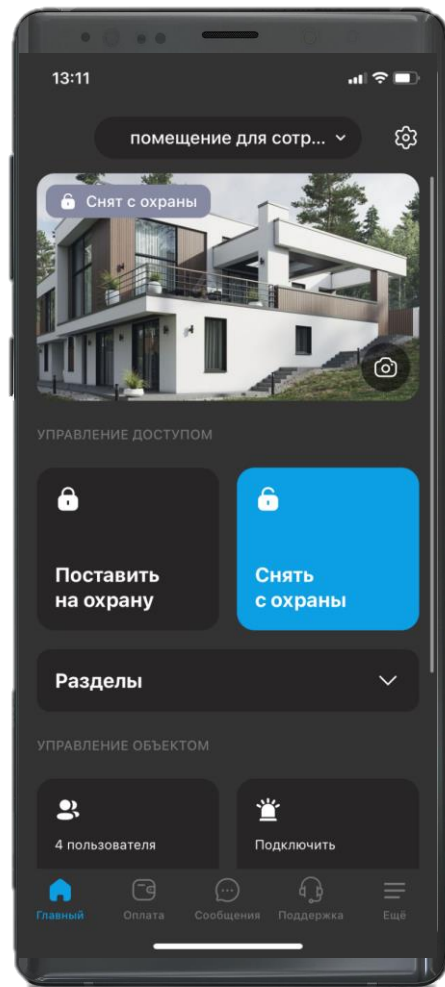 13:11
помещение для сотр...
Снят с охраны
УПРАВЛЕНИЕ ДОСТУПОМ
Поставить
на охрану
Снять
с охраны
Разделы
УПРАВЛЕНИЕ ОБЪЕКТОМ
4 пользователя
Подключить
Главный
Оплата
Сообщения
Поддержка
Ещё